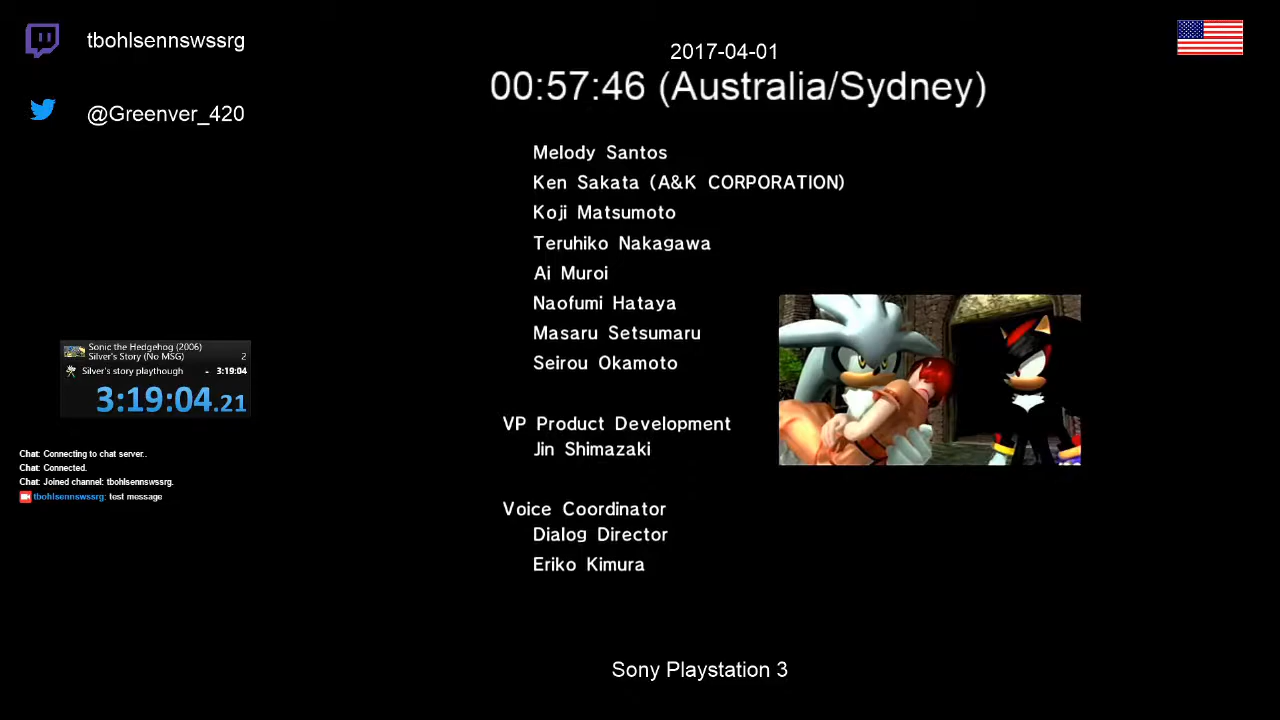 tbohlsennswssrg
@Greenver_420
2017-04-01
00:57:46 (Australia/Sydney)
Melody Santos
Ken Sakata (A&K CORPORATION)
Koji Matsumoto
Teruhiko Nakagawa
Ai Muroi
Naofumi Hataya
Masaru Setsumaru
Seirou Okamoto
VP Product Development
Jin Shimazaki
Voice Coordinator
Dialog Director
Eriko Kimura
Sonic the Hedgehog (2006)
Silver's Story (No MSG) 2
Silver's story playthough - 3:19:04
3:19:04.21
Chat: Connecting to chat server..
Chat: Connected.
Chat: Joined channel: tbohlsennswssrg.
tbohlsennswssrg: test message
Sony Playstation 3